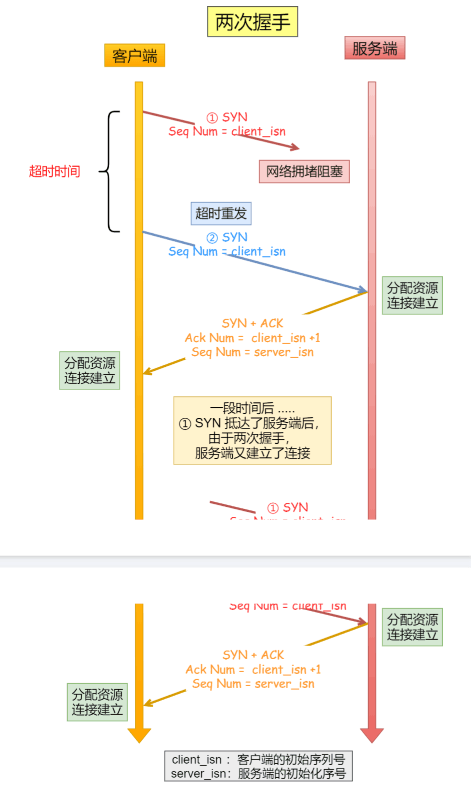 两次握手
客户端
服务端
① SYN
Seq Num = client_isn
网络拥堵阻塞
超时时间
超时重发
② SYN
Seq Num = client_isn
分配资源
连接建立
SYN + ACK
Ack Num = client_isn +1
Seq Num = server_isn
分配资源
连接建立
一段时间后 .....
① SYN 抵达了服务端后，
由于两次握手，
服务端又建立了连接
① SYN
Seq Num = client_isn
Seq Num = client_isn
分配资源
连接建立
SYN + ACK
Ack Num = client_isn +1
Seq Num = server_isn
分配资源
连接建立
client_isn ：客户端的初始序列号
server_isn：服务端的初始化序号